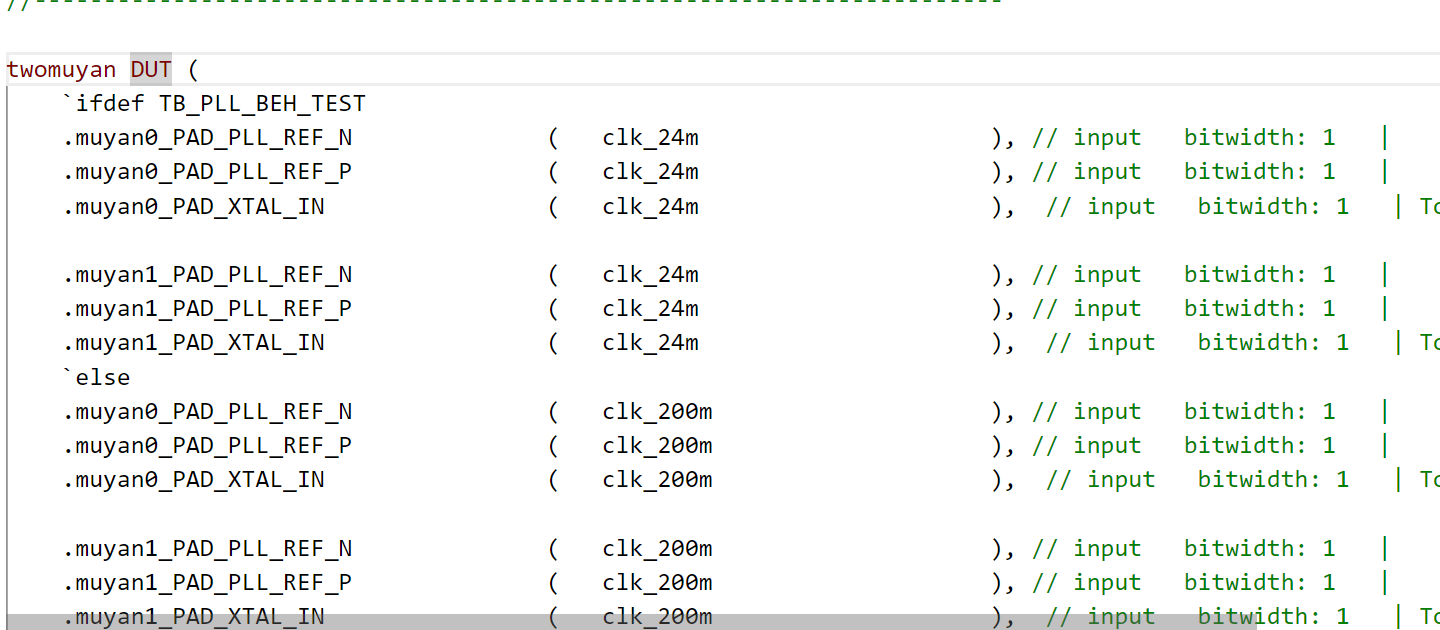 //----------------------------------------------------------------------
twomuyan DUT (
`ifdef TB_PLL_BEH_TEST
.muyan0_PAD_PLL_REF_N ( clk_24m ), // input bitwidth: 1 |
.muyan0_PAD_PLL_REF_P ( clk_24m ), // input bitwidth: 1 |
.muyan0_PAD_XTAL_IN ( clk_24m ), // input bitwidth: 1 | To
.muyan1_PAD_PLL_REF_N ( clk_24m ), // input bitwidth: 1 |
.muyan1_PAD_PLL_REF_P ( clk_24m ), // input bitwidth: 1 |
.muyan1_PAD_XTAL_IN ( clk_24m ), // input bitwidth: 1 | To
`else
.muyan0_PAD_PLL_REF_N ( clk_200m ), // input bitwidth: 1 |
.muyan0_PAD_PLL_REF_P ( clk_200m ), // input bitwidth: 1 |
.muyan0_PAD_XTAL_IN ( clk_200m ), // input bitwidth: 1 | To
.muyan1_PAD_PLL_REF_N ( clk_200m ), // input bitwidth: 1 |
.muyan1_PAD_PLL_REF_P ( clk_200m ), // input bitwidth: 1 |
.muyan1_PAD_XTAL_IN ( clk_200m ), // input bitwidth: 1 | To